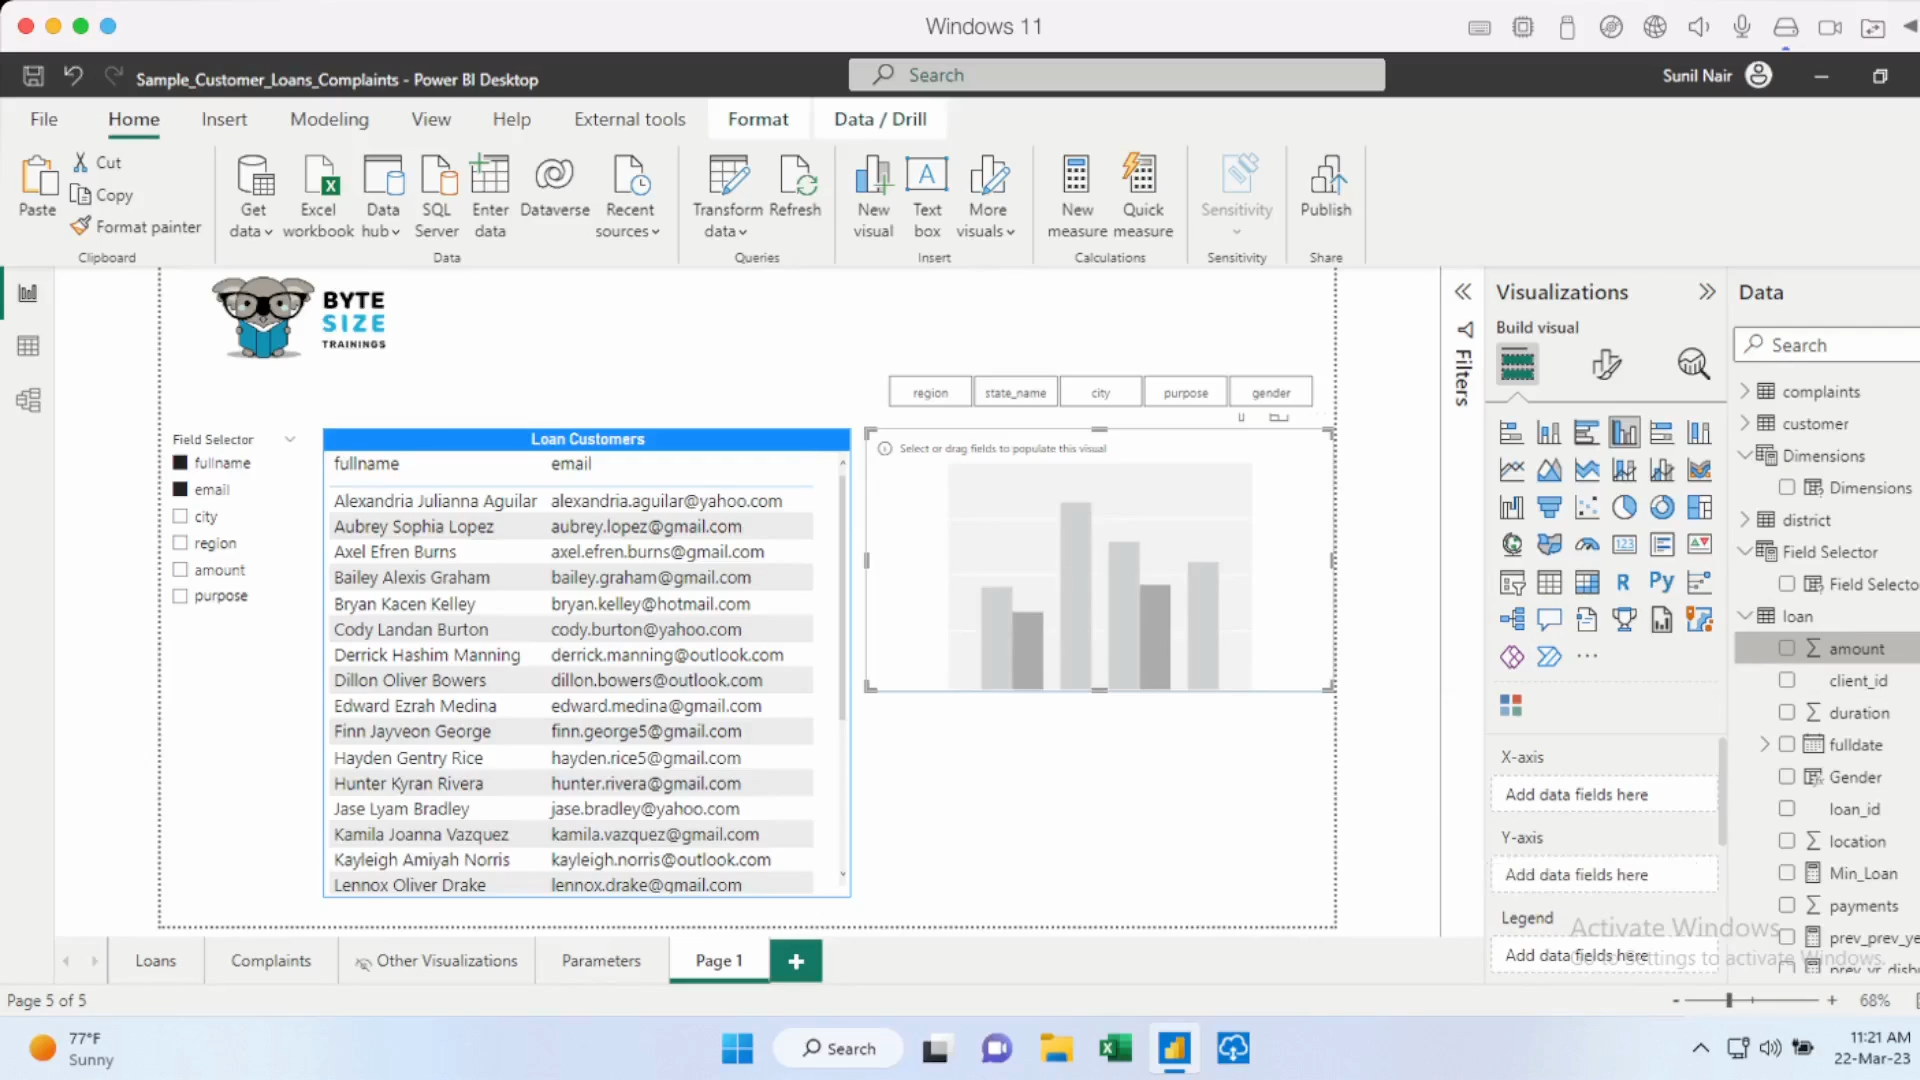 Windows 11
Sample_Customer_Loans_Complaints - Power BI Desktop
Search
Sunil Nair
File Home Insert Modeling View Help External tools Format Data / Drill
Paste
Cut
Copy
Format painter
Clipboard
Get data
Excel workbook
Data hub
SQL Server
Enter data
Dataverse
Recent sources
Data
Transform data
Refresh
Queries
New visual
Text box
More visuals
Insert
New measure
Quick measure
Calculations
Sensitivity
Sensitivity
Publish
Share
BYTE
SIZE
TRAININGS
region state_name city purpose gender
Field Selector
fullname
email
city
region
amount
purpose
Loan Customers
fullname email
Alexandria Julianna Aguilar alexandria.aguilar@yahoo.com
Aubrey Sophia Lopez aubrey.lopez@gmail.com
Axel Efren Burns axel.efren.burns@gmail.com
Bailey Alexis Graham bailey.graham@gmail.com
Bryan Kacen Kelley bryan.kelley@hotmail.com
Cody Landan Burton cody.burton@yahoo.com
Derrick Hashim Manning derrick.manning@outlook.com
Dillon Oliver Bowers dillon.bowers@outlook.com
Edward Ezrah Medina edward.medina@gmail.com
Finn Jayveon George finn.george5@gmail.com
Hayden Gentry Rice hayden.rice5@gmail.com
Hunter Kyran Rivera hunter.rivera@gmail.com
Jase Lyam Bradley jase.bradley@yahoo.com
Kamila Joanna Vazquez kamila.vazquez@gmail.com
Kayleigh Amiyah Norris kayleigh.norris@outlook.com
Lennox Oliver Drake lennox.drake@gmail.com
Select or drag fields to populate this visual
Filters
Visualizations
Build visual
123
R
Py
X-axis
Add data fields here
Y-axis
Add data fields here
Legend
Add data fields here
Data
Search
complaints
customer
Dimensions
Dimensions
district
Field Selector
Field Selecto
loan
amount
client_id
duration
fulldate
Gender
loan_id
location
Min_Loan
payments
prev_prev_ye
prev_yr_disb
Activate Windows
Go to Settings to activate Windows.
Loans Complaints Other Visualizations Parameters Page 1
Page 5 of 5
68%
77°F
Sunny
Search
11:21 AM
22-Mar-23